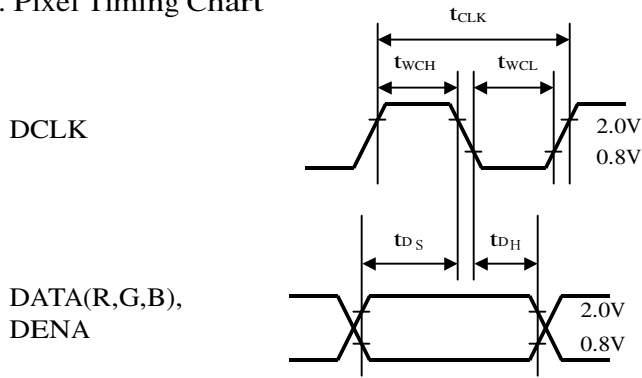 . Pixel Timing Chart
tCLK
tWCH tWCL
DCLK
2.0V
0.8V
tDS tDH
DATA(R,G,B),
DENA
2.0V
0.8V